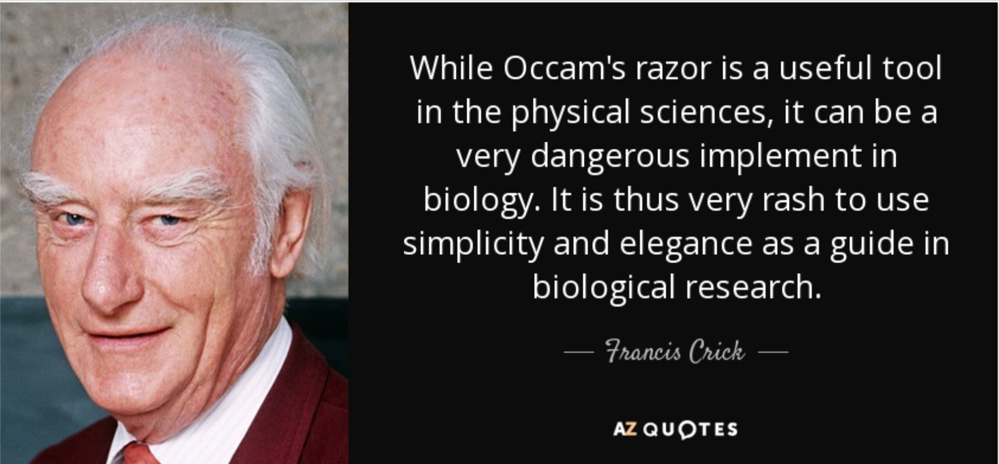 While Occam's razor is a useful tool
in the physical sciences, it can be a
very dangerous implement in
biology. It is thus very rash to use
simplicity and elegance as a guide in
biological research.
— Francis Crick —
AZ QUOTES